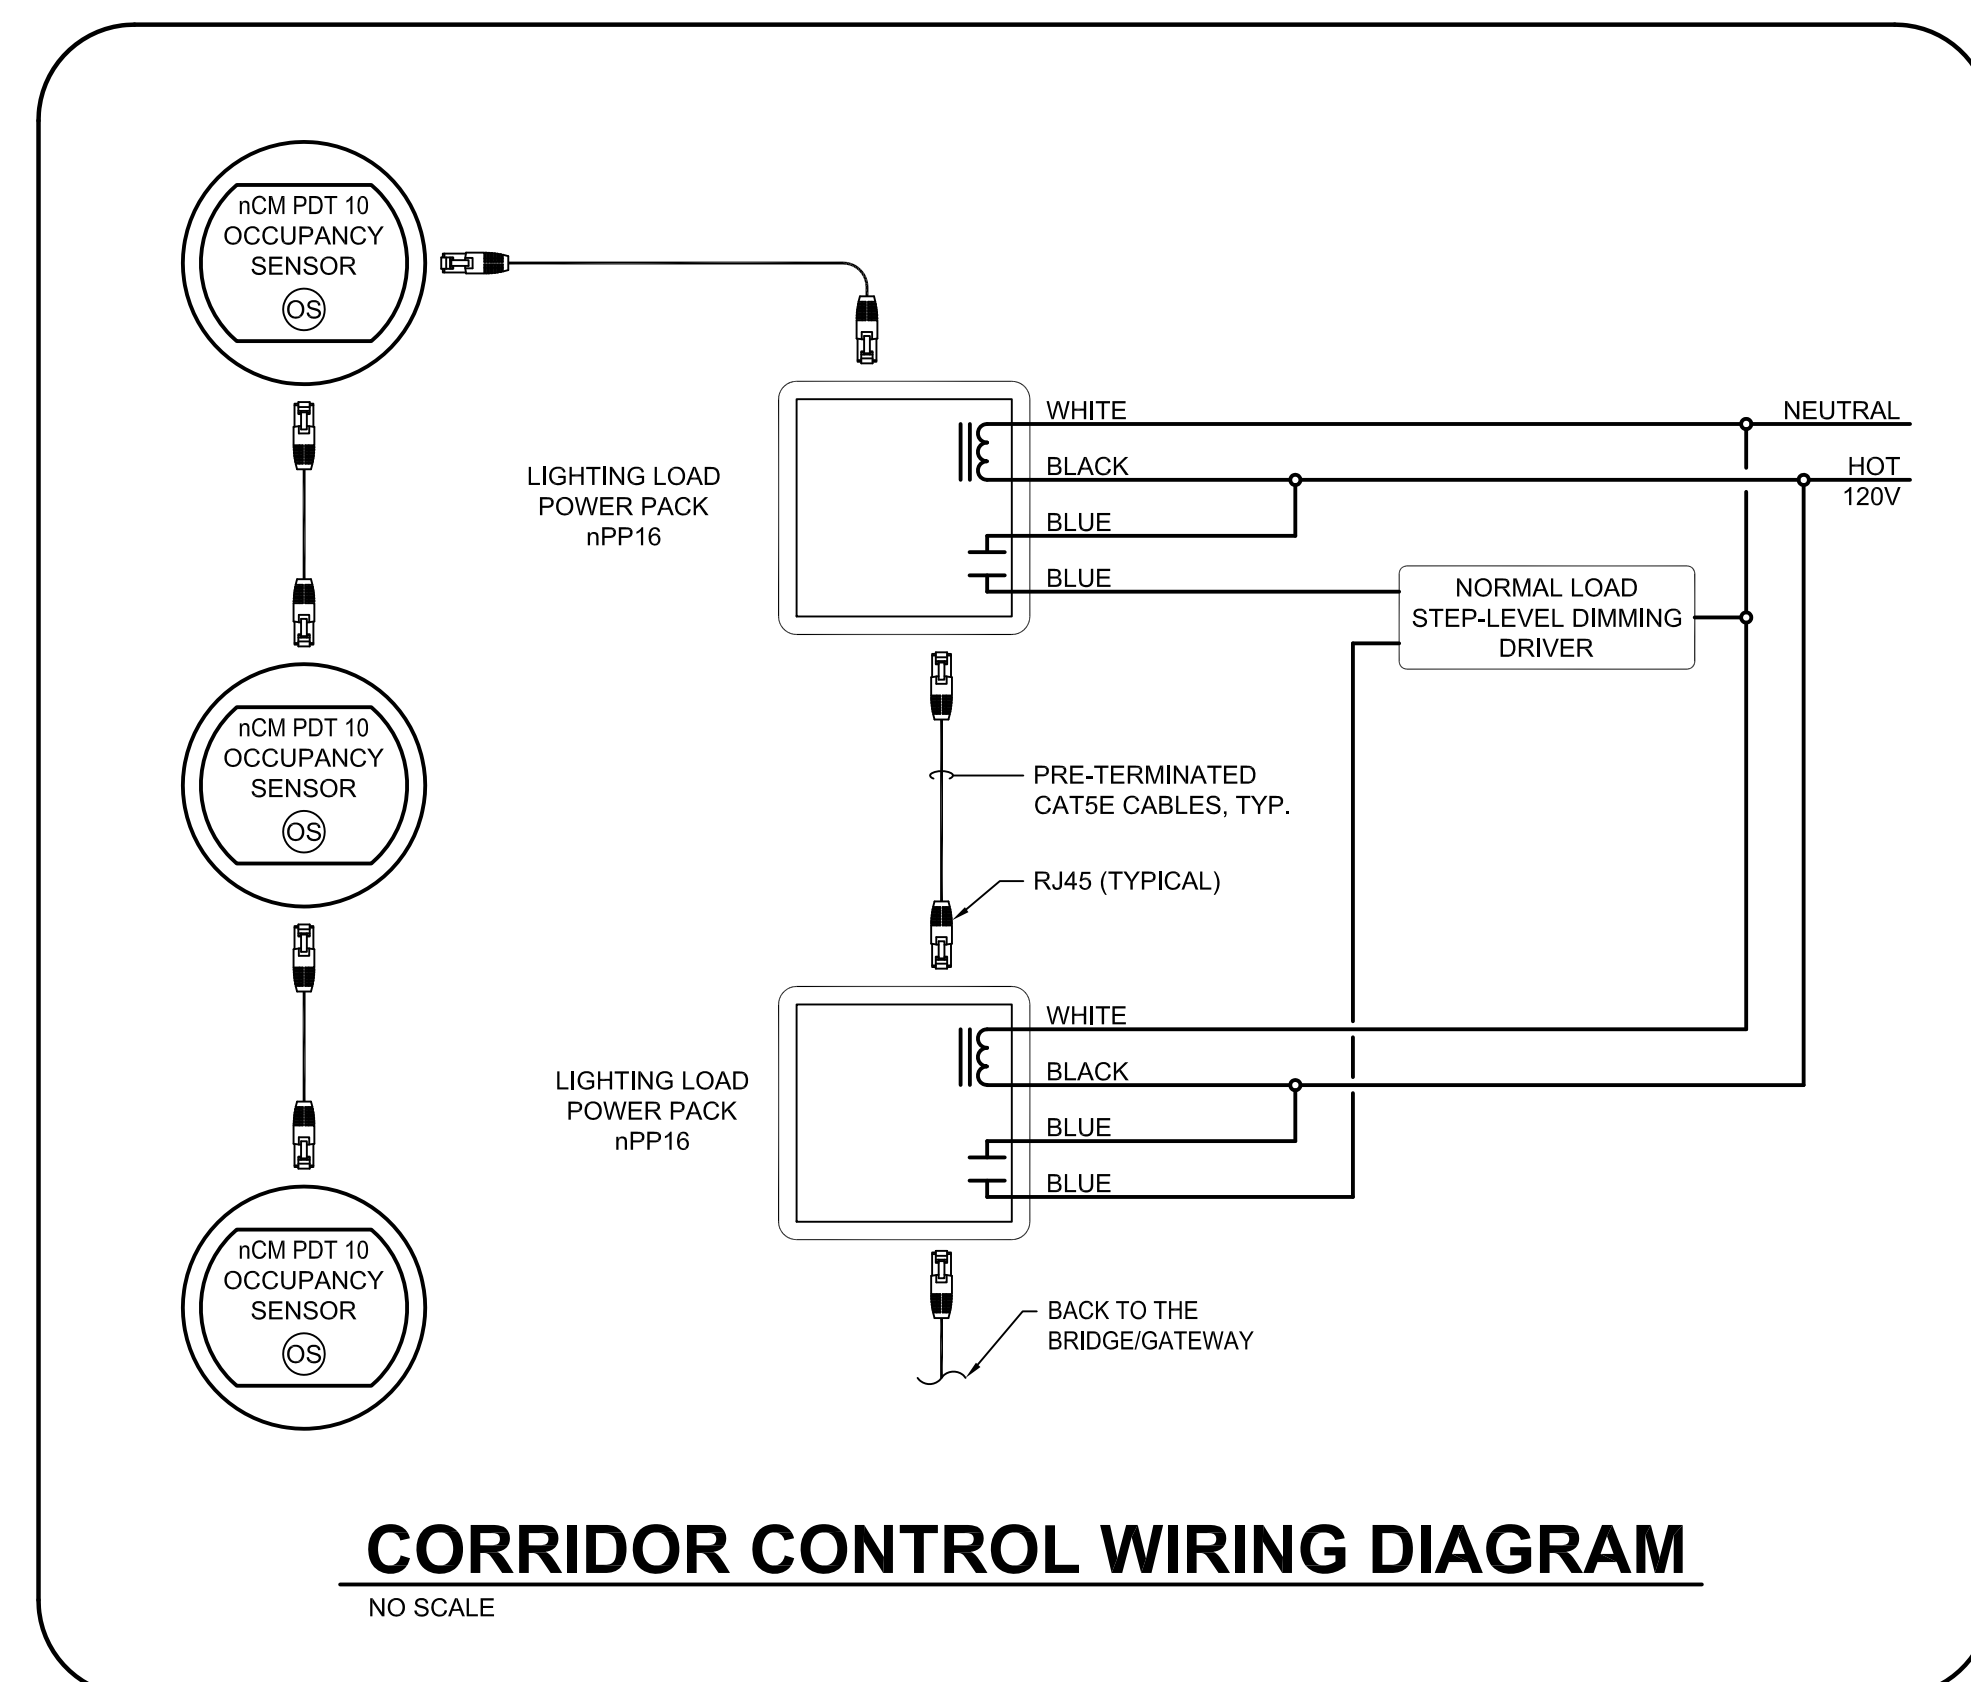 nCM PDT 10
OCCUPANCY
SENSOR
OS
WHITE
NEUTRAL
BLACK
HOT
120V
LIGHTING LOAD
POWER PACK
nPP16
BLUE
BLUE
NORMAL LOAD
STEP-LEVEL DIMMING
DRIVER
nCM PDT 10
OCCUPANCY
SENSOR
OS
PRE-TERMINATED
CAT5E CABLES, TYP.
RJ45 (TYPICAL)
WHITE
BLACK
LIGHTING LOAD
POWER PACK
nPP16
BLUE
BLUE
nCM PDT 10
OCCUPANCY
SENSOR
OS
BACK TO THE
BRIDGE/GATEWAY
CORRIDOR CONTROL WIRING DIAGRAM
NO SCALE